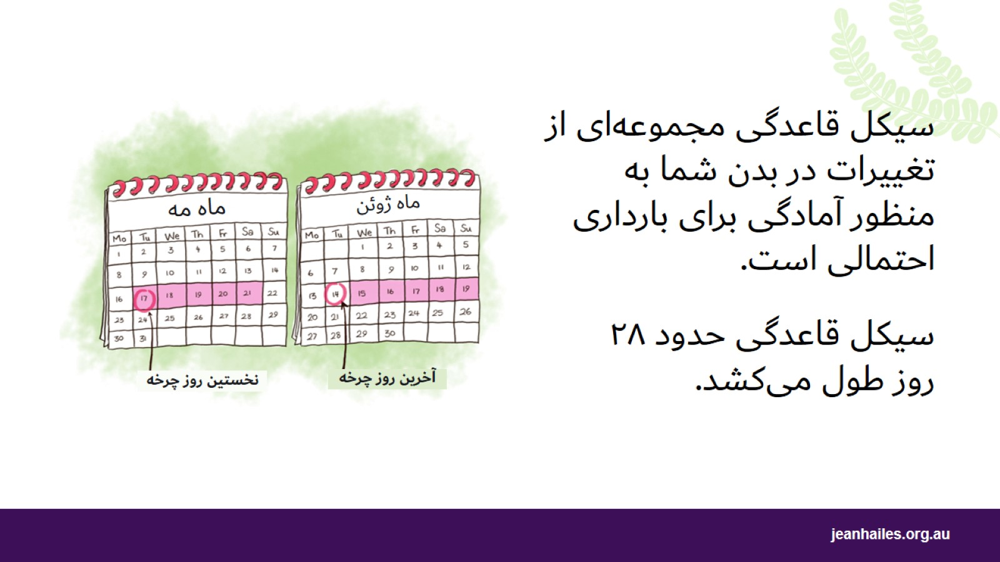 سیکل قاعدگی مجموعه‌ای از
تغییرات در بدن شما به
منظور آمادگی برای بارداری
احتمالی است.
سیکل قاعدگی حدود ۲۸
روز طول می‌کشد.
ماه مه
Mo Tu We Th Fr Sa Su
1 2 3 4 5 6 7
8 9 10 11 12 13 14
16 17 18 19 20 21 22
23 24 25 26 27 28 29
30 31
نخستین روز چرخه
ماه ژوئن
Mo Tu We Th Fr Sa Su
1 2 3 4 5
6 7 8 9 10 11 12
13 14 15 16 17 18 19
20 21 22 23 24 25 26
27 28 29 30
آخرین روز چرخه
jeanhailes.org.au